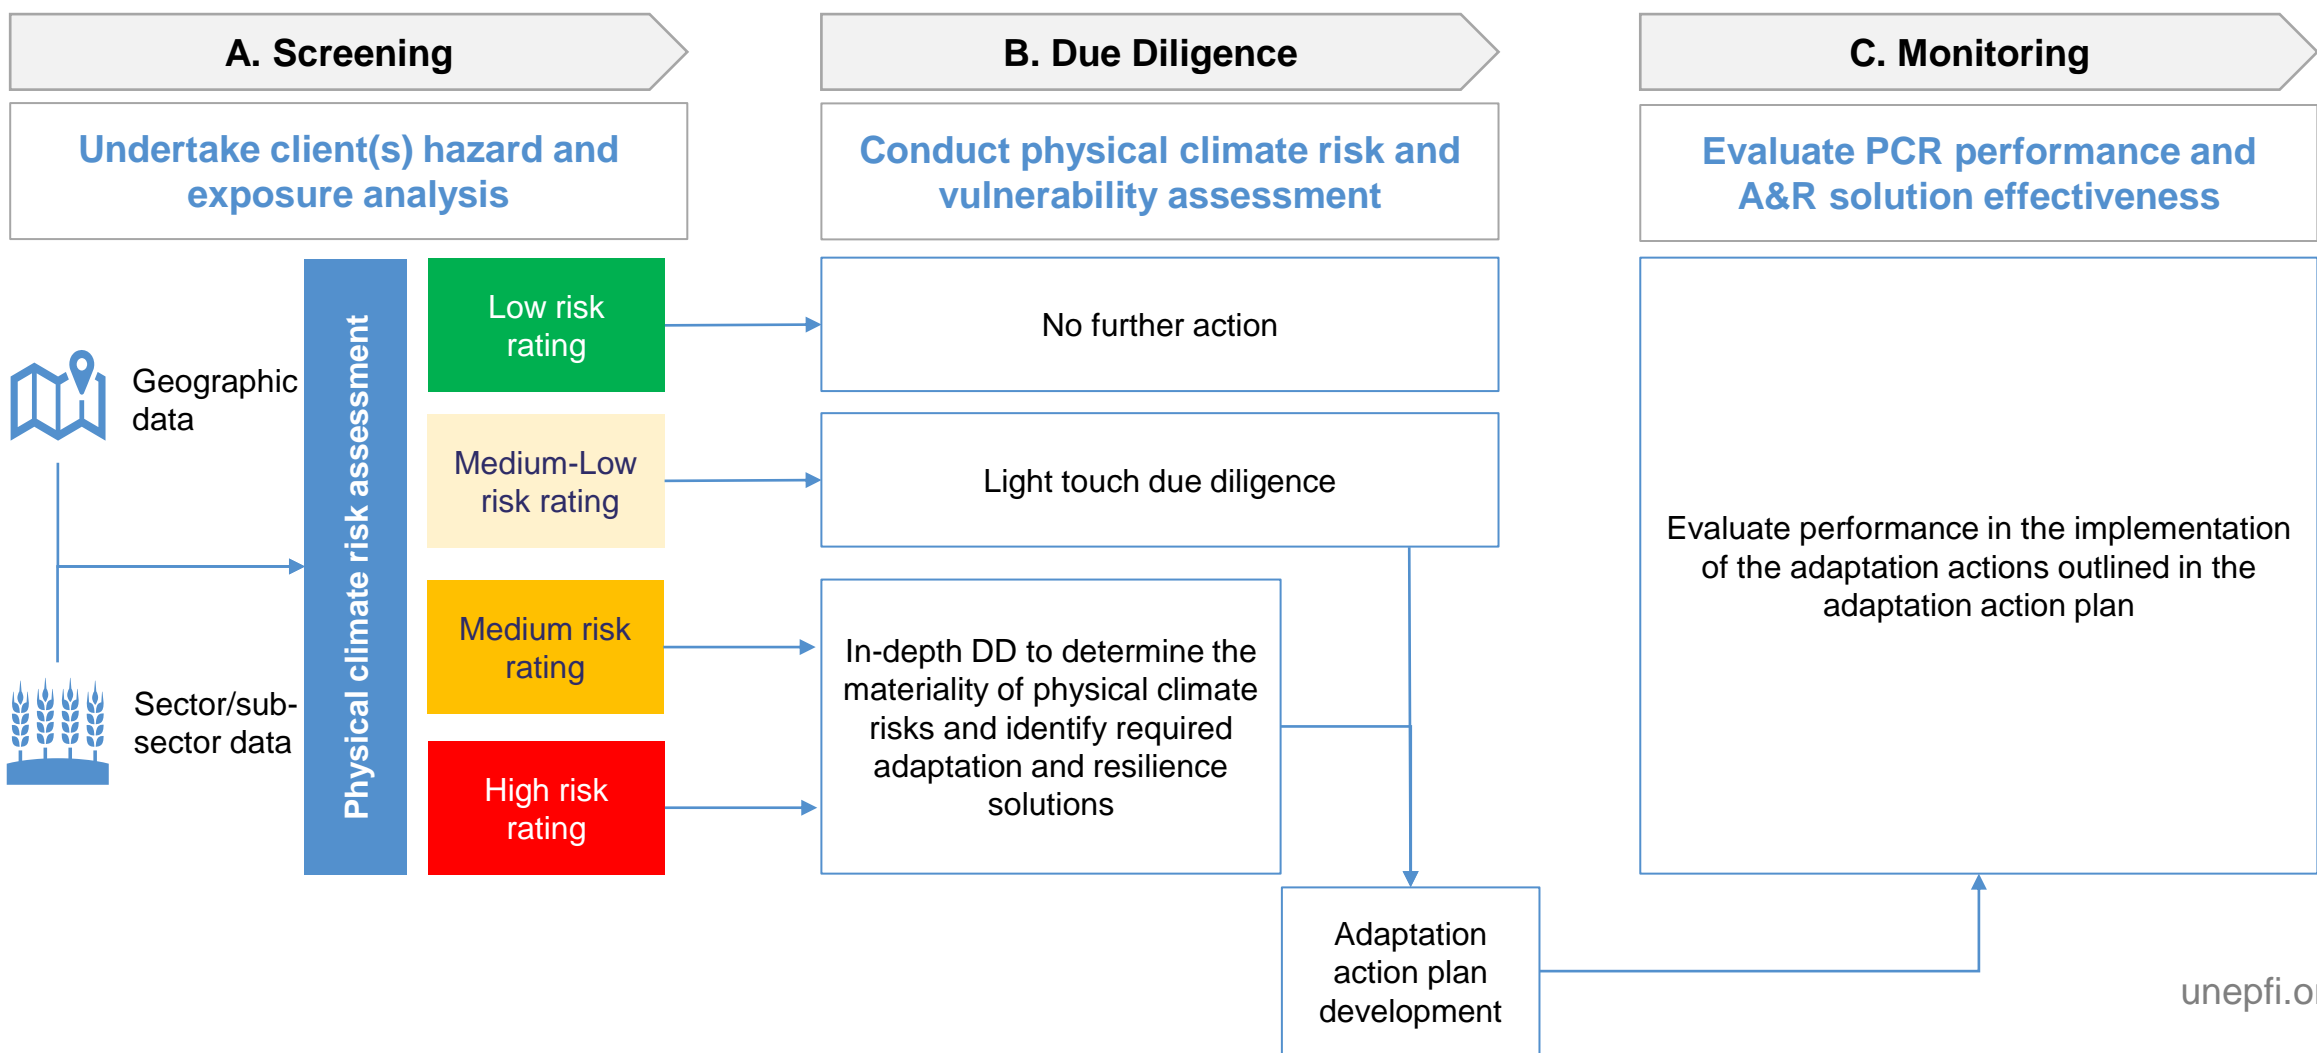 A. Screening
B. Due Diligence
C. Monitoring
Undertake client(s) hazard and
exposure analysis
Conduct physical climate risk and
vulnerability assessment
Evaluate PCR performance and
A&R solution effectiveness
Geographic
data
Sector/sub-
sector data
Physical climate risk assessment
Low risk
rating
Medium-Low
risk rating
Medium risk
rating
High risk
rating
No further action
Light touch due diligence
In-depth DD to determine the
materiality of physical climate
risks and identify required
adaptation and resilience
solutions
Adaptation
action plan
development
Evaluate performance in the implementation
of the adaptation actions outlined in the
adaptation action plan